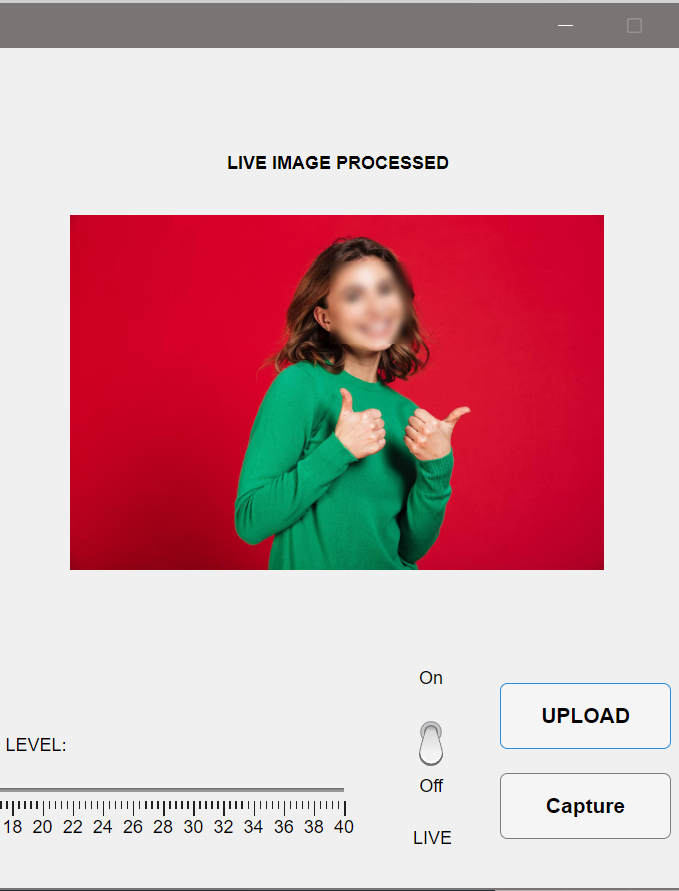 LIVE IMAGE PROCESSED
On
UPLOAD
LEVEL:
Off
Capture
18 20 22 24 26 28 30 32 34 36 38 40
LIVE